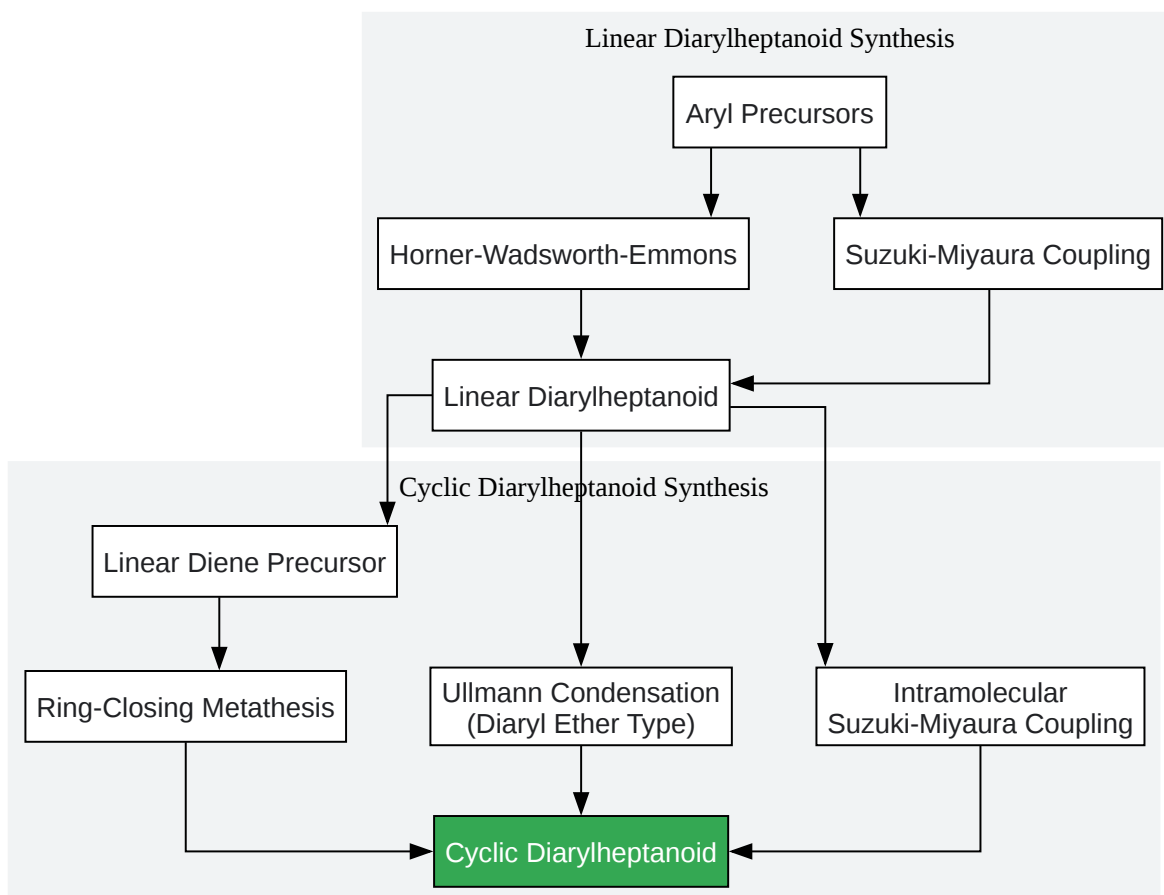 Linear Diarylheptanoid Synthesis
Aryl Precursors
Horner-Wadsworth-Emmons
Suzuki-Miyaura Coupling
Linear Diarylheptanoid
Cyclic Diarylheptanoid Synthesis
Linear Diene Precursor
Ring-Closing Metathesis
Ullmann Condensation
(Diaryl Ether Type)
Intramolecular
Suzuki-Miyaura Coupling
Cyclic Diarylheptanoid